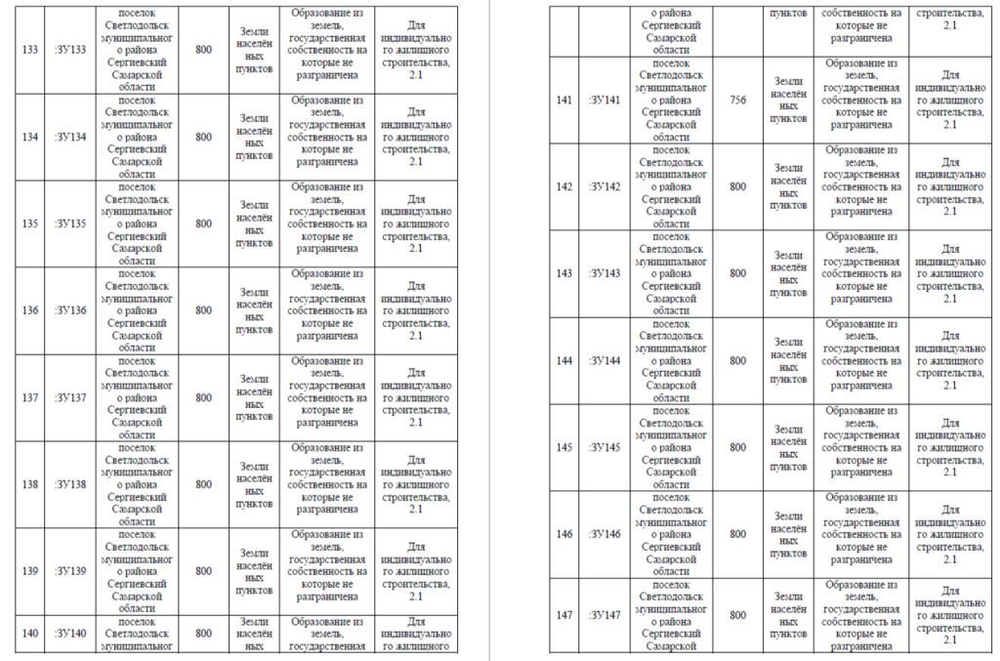 133 :ЗУ133 поселок Светлодольск муниципальног о района Сергиевский Самарской области 800 Земли населён ных пунктов Образование из земель, государственная собственность на которые не разграничена Для индивидуально го жилищного строительства, 2.1
134 :ЗУ134 поселок Светлодольск муниципальног о района Сергиевский Самарской области 800 Земли населён ных пунктов Образование из земель, государственная собственность на которые не разграничена Для индивидуально го жилищного строительства, 2.1
135 :ЗУ135 поселок Светлодольск муниципальног о района Сергиевский Самарской области 800 Земли населён ных пунктов Образование из земель, государственная собственность на которые не разграничена Для индивидуально го жилищного строительства, 2.1
136 :ЗУ136 поселок Светлодольск муниципальног о района Сергиевский Самарской области 800 Земли населён ных пунктов Образование из земель, государственная собственность на которые не разграничена Для индивидуально го жилищного строительства, 2.1
137 :ЗУ137 поселок Светлодольск муниципальног о района Сергиевский Самарской области 800 Земли населён ных пунктов Образование из земель, государственная собственность на которые не разграничена Для индивидуально го жилищного строительства, 2.1
138 :ЗУ138 поселок Светлодольск муниципальног о района Сергиевский Самарской области 800 Земли населён ных пунктов Образование из земель, государственная собственность на которые не разграничена Для индивидуально го жилищного строительства, 2.1
139 :ЗУ139 поселок Светлодольск муниципальног о района Сергиевский Самарской области 800 Земли населён ных пунктов Образование из земель, государственная собственность на которые не разграничена Для индивидуально го жилищного строительства, 2.1
140 :ЗУ140 поселок Светлодольск муниципальног 800 Земли населён ных Образование из земель, государственная Для индивидуально го жилищного
о района Сергиевский Самарской области пунктов собственность на которые не разграничена строительства, 2.1
141 :ЗУ141 поселок Светлодольск муниципальног о района Сергиевский Самарской области 756 Земли населён ных пунктов Образование из земель, государственная собственность на которые не разграничена Для индивидуально го жилищного строительства, 2.1
142 :ЗУ142 поселок Светлодольск муниципальног о района Сергиевский Самарской области 800 Земли населён ных пунктов Образование из земель, государственная собственность на которые не разграничена Для индивидуально го жилищного строительства, 2.1
143 :ЗУ143 поселок Светлодольск муниципальног о района Сергиевский Самарской области 800 Земли населён ных пунктов Образование из земель, государственная собственность на которые не разграничена Для индивидуально го жилищного строительства, 2.1
144 :ЗУ144 поселок Светлодольск муниципальног о района Сергиевский Самарской области 800 Земли населён ных пунктов Образование из земель, государственная собственность на которые не разграничена Для индивидуально го жилищного строительства, 2.1
145 :ЗУ145 поселок Светлодольск муниципальног о района Сергиевский Самарской области 800 Земли населён ных пунктов Образование из земель, государственная собственность на которые не разграничена Для индивидуально го жилищного строительства, 2.1
146 :ЗУ146 поселок Светлодольск муниципальног о района Сергиевский Самарской области 800 Земли населён ных пунктов Образование из земель, государственная собственность на которые не разграничена Для индивидуально го жилищного строительства, 2.1
147 :ЗУ147 поселок Светлодольск муниципальног о района Сергиевский Самарской 800 Земли населён ных пунктов Образование из земель, государственная собственность на которые не разграничена Для индивидуально го жилищного строительства, 2.1